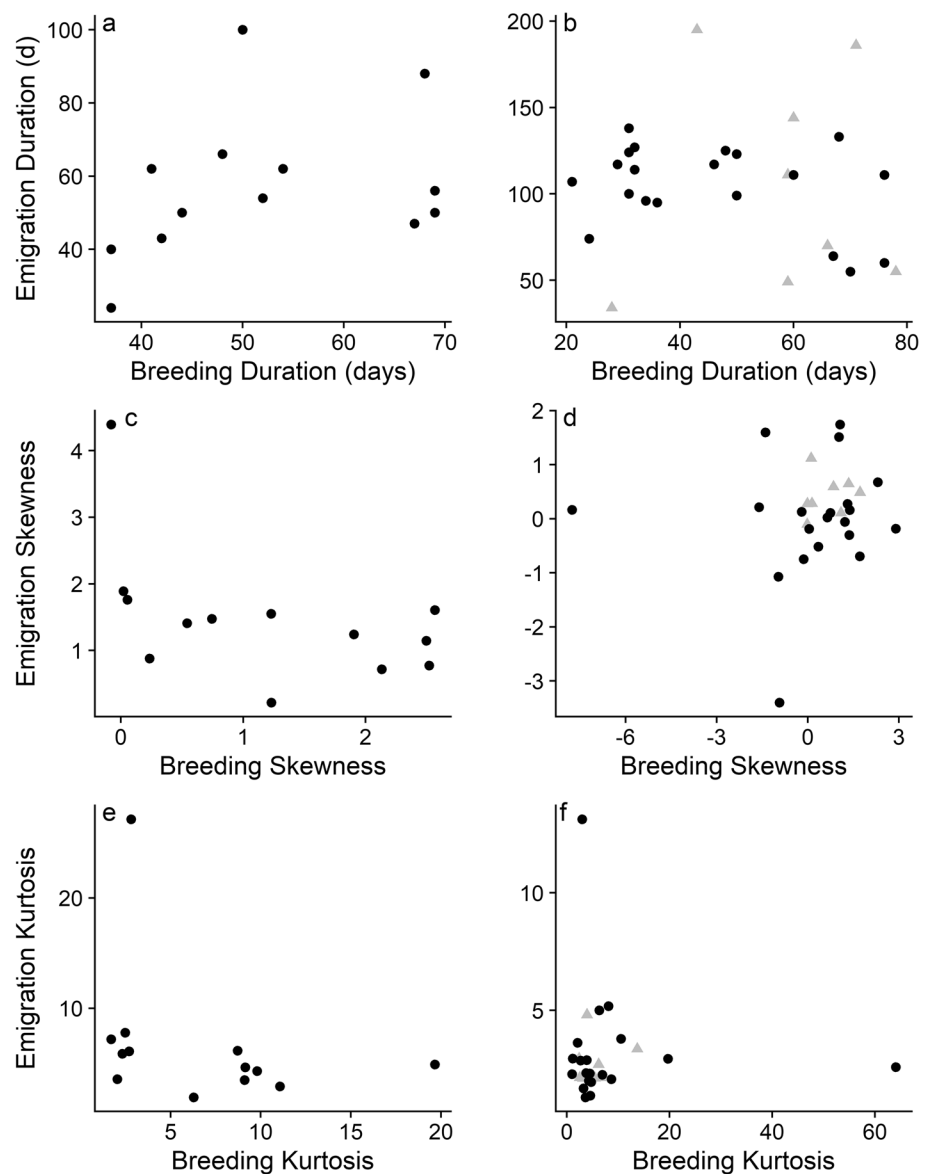 a
Emigration Duration (d)
100
80
60
40
40 50 60 70
Breeding Duration (days)
b
200
150
100
50
20 40 60 80
Breeding Duration (days)
c
Emigration Skewness
4
3
2
1
0 1 2
Breeding Skewness
d
2
1
0
-1
-2
-3
-6 -3 0 3
Breeding Skewness
e
Emigration Kurtosis
20
10
5 10 15 20
Breeding Kurtosis
f
10
5
0 20 40 60
Breeding Kurtosis